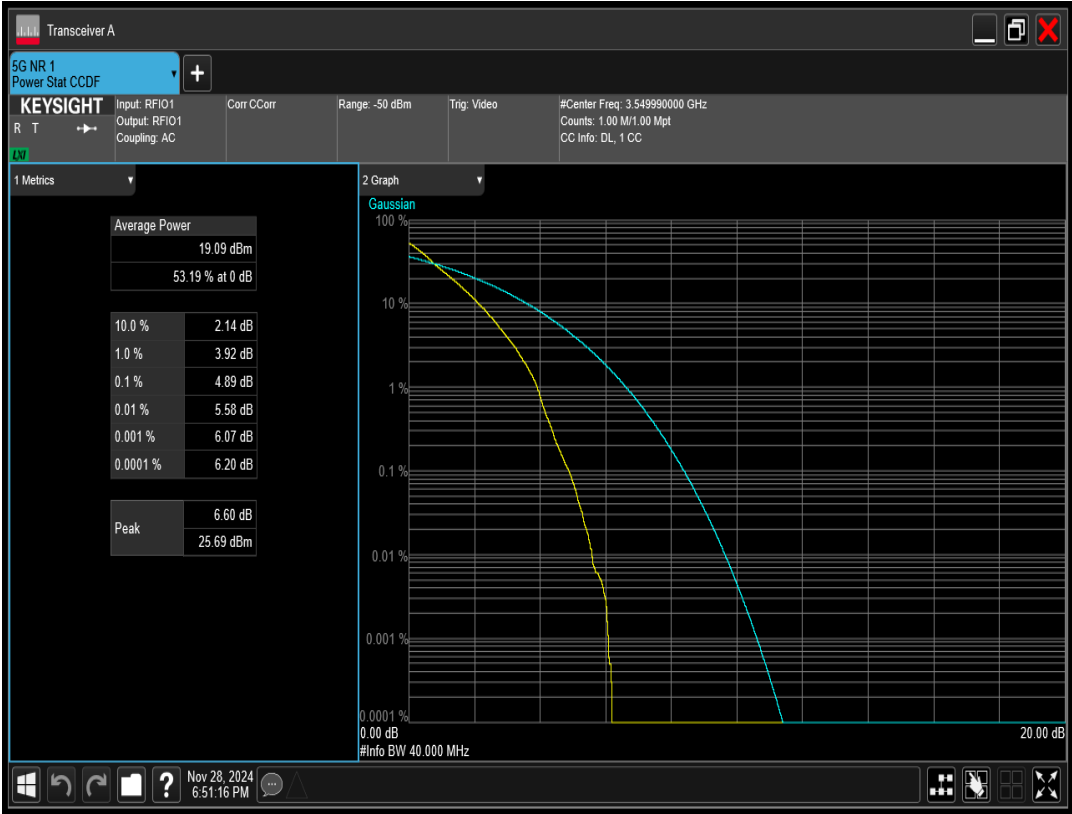 Transceiver A
5G NR 1
Power Stat CCDF
+
KEYSIGHT
R T
LXI
Input: RFIO1
Output: RFIO1
Coupling: AC
Corr CCorr
Range: -50 dBm
Trig: Video
#Center Freq: 3.549990000 GHz
Counts: 1.00 M/1.00 Mpt
CC Info: DL, 1 CC
1 Metrics
Average Power
19.09 dBm
53.19 % at 0 dB
10.0 % 2.14 dB
1.0 % 3.92 dB
0.1 % 4.89 dB
0.01 % 5.58 dB
0.001 % 6.07 dB
0.0001 % 6.20 dB
Peak
6.60 dB
25.69 dBm
2 Graph
Gaussian
100 %
10 %
1 %
0.1 %
0.01 %
0.001 %
0.0001 %
0.00 dB 20.00 dB
#Info BW 40.000 MHz
?
Nov 28, 2024
6:51:16 PM